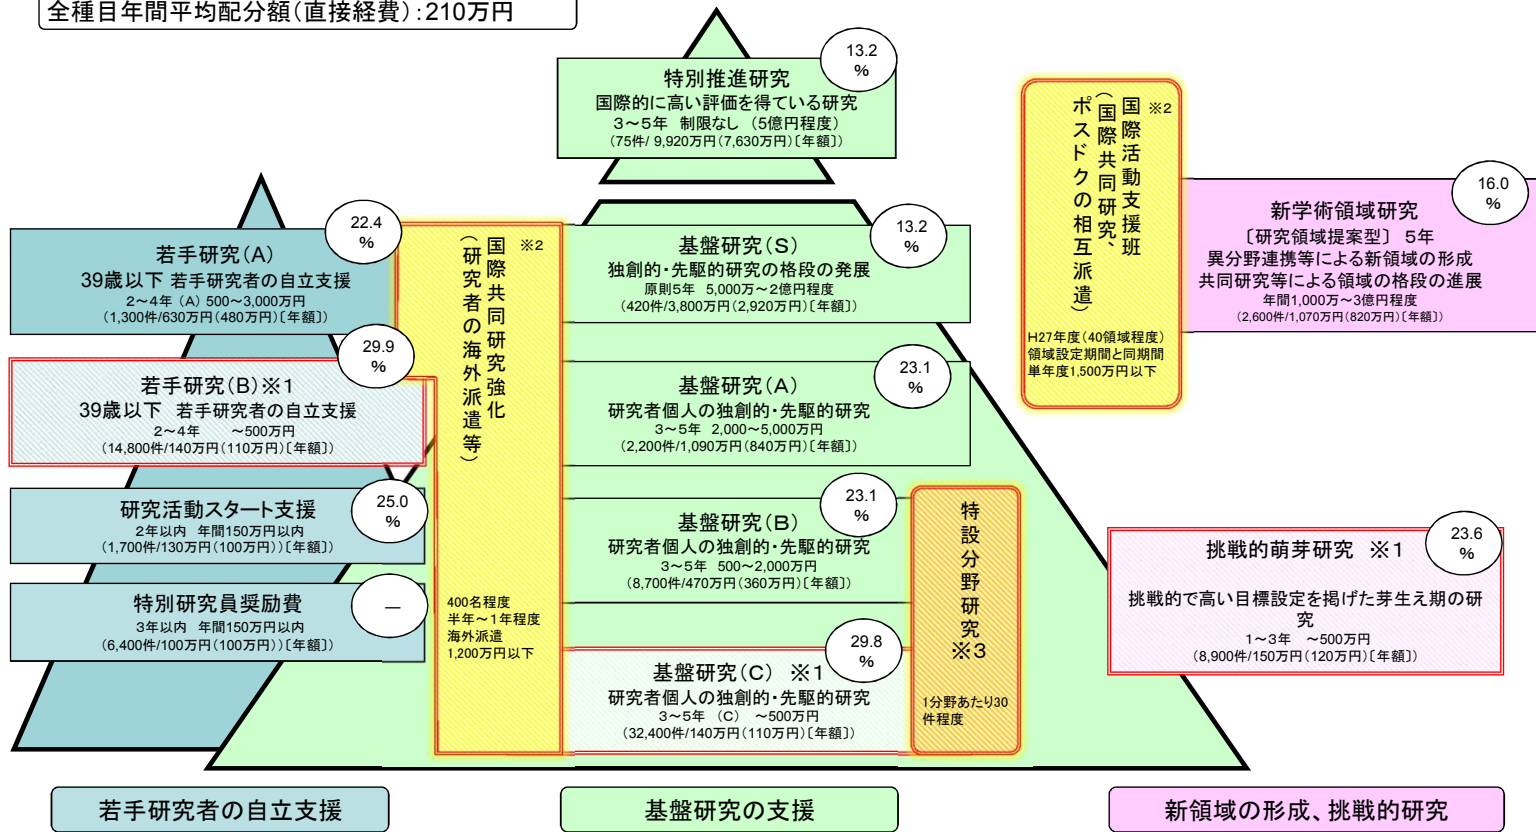 全種目年間平均配分額(直接経費):210万円
13.2
%
特別推進研究
国際的に高い評価を得ている研究
3～5年 制限なし (5億円程度)
(75件/ 9,920万円(7,630万円)〔年額〕)
22.4
%
若手研究(A)
39歳以下 若手研究者の自立支援
2～4年 (A) 500～3,000万円
(1,300件/630万円(480万円)〔年額〕)
29.9
%
若手研究(B)※1
39歳以下 若手研究者の自立支援
2～4年 ～500万円
(14,800件/140万円(110万円)〔年額〕)
25.0
%
研究活動スタート支援
2年以内 年間150万円以内
(1,700件/130万円(100万円))〔年額〕)
－
特別研究員奨励費
3年以内 年間150万円以内
(6,400件/100万円(100万円))〔年額〕)
※2
国際共同研究強化
(研究者の海外派遣等)
400名程度
半年～1年程度
海外派遣
1,200万円以下
13.2
%
基盤研究(S)
独創的・先駆的研究の格段の発展
原則5年 5,000万～2億円程度
(420件/3,800万円(2,920万円)〔年額〕)
23.1
%
基盤研究(A)
研究者個人の独創的・先駆的研究
3～5年 2,000～5,000万円
(2,200件/1,090万円(840万円)〔年額〕)
23.1
%
基盤研究(B)
研究者個人の独創的・先駆的研究
3～5年 500～2,000万円
(8,700件/470万円(360万円)〔年額〕)
29.8
%
基盤研究(C) ※1
研究者個人の独創的・先駆的研究
3～5年 (C) ～500万円
(32,400件/140万円(110万円)〔年額〕)
特設分野研究※3
1分野あたり30
件程度
※2
国際活動支援班
(国際共同研究、
ポスドクの相互派遣)
H27年度(40領域程度)
領域設定期間と同期間
単年度1,500万円以下
16.0
%
新学術領域研究
〔研究領域提案型〕 5年
異分野連携等による新領域の形成
共同研究等による領域の格段の進展
年間1,000万～3億円程度
(2,600件/1,070万円(820万円)〔年額〕)
23.6
%
挑戦的萌芽研究 ※1
挑戦的で高い目標設定を掲げた芽生え期の研
究
1～3年 ～500万円
(8,900件/150万円(120万円)〔年額〕)
若手研究者の自立支援
基盤研究の支援
新領域の形成、挑戦的研究